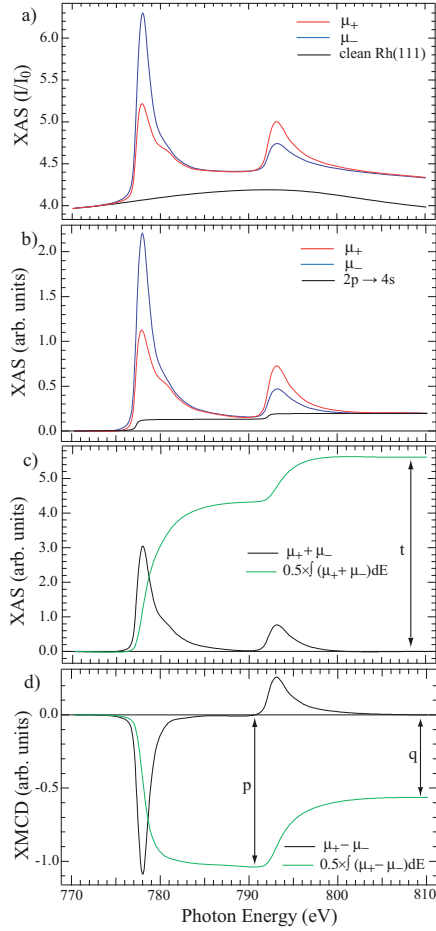 a)
XAS (I/I0)
6.0
5.5
5.0
4.5
4.0
μ+
μ−
clean Rh(111)
b)
XAS (arb. units)
2.0
1.5
1.0
0.5
0.0
μ+
μ−
2p → 4s
c)
XAS (arb. units)
5.0
4.0
3.0
2.0
1.0
0.0
μ+ + μ−
0.5×∫ (μ+ + μ−)dE
t
d)
XMCD (arb. units)
0.0
-0.5
-1.0
p
q
μ+ − μ−
0.5×∫ (μ+ − μ−)dE
770 780 790 800 810
Photon Energy (eV)